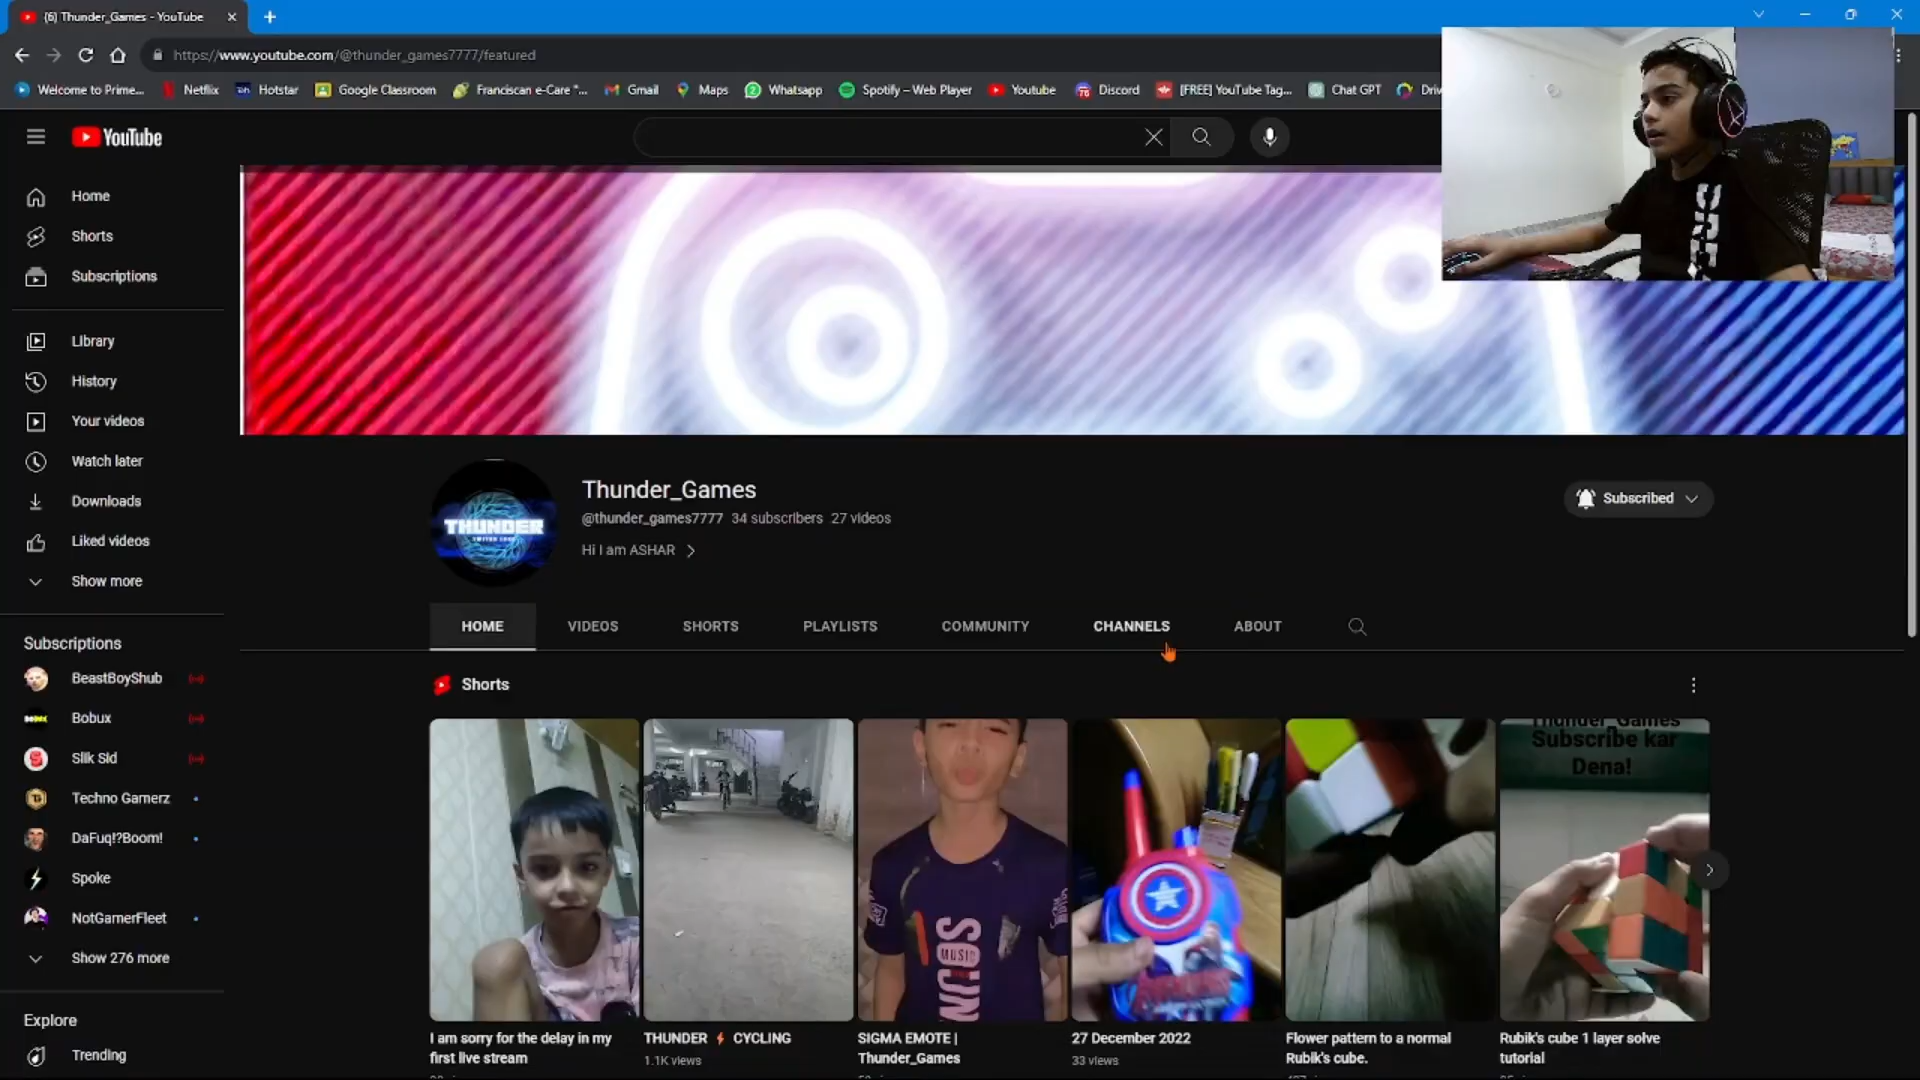 (6) Thunder_Games - YouTube
https://www.youtube.com/@thunder_games7777/featured
Welcome to Prime...
Netflix
Hotstar
Google Classroom
Franciscan e-Care "...
Gmail
Maps
Whatsapp
Spotify – Web Player
Youtube
Discord
[FREE] YouTube Tag...
Chat GPT
YouTube
Home
Shorts
Subscriptions
Library
History
Your videos
Watch later
Downloads
Liked videos
Show more
Subscriptions
BeastBoyShub
Bobux
Slik Sid
Techno Gamerz
DaFuq!?Boom!
Spoke
NotGamerFleet
Show 276 more
Explore
Trending
THUNDER
Thunder_Games
@thunder_games7777 34 subscribers 27 videos
Hi I am ASHAR
Subscribed
HOME VIDEOS SHORTS PLAYLISTS COMMUNITY CHANNELS ABOUT
Shorts
MUSIC
Thunder_Games
Subscribe kar
Dena!
I am sorry for the delay in my
first live stream
THUNDER ⚡ CYCLING
1.1K views
SIGMA EMOTE |
Thunder_Games
27 December 2022
33 views
Flower pattern to a normal
Rubik's cube.
Rubik's cube 1 layer solve
tutorial